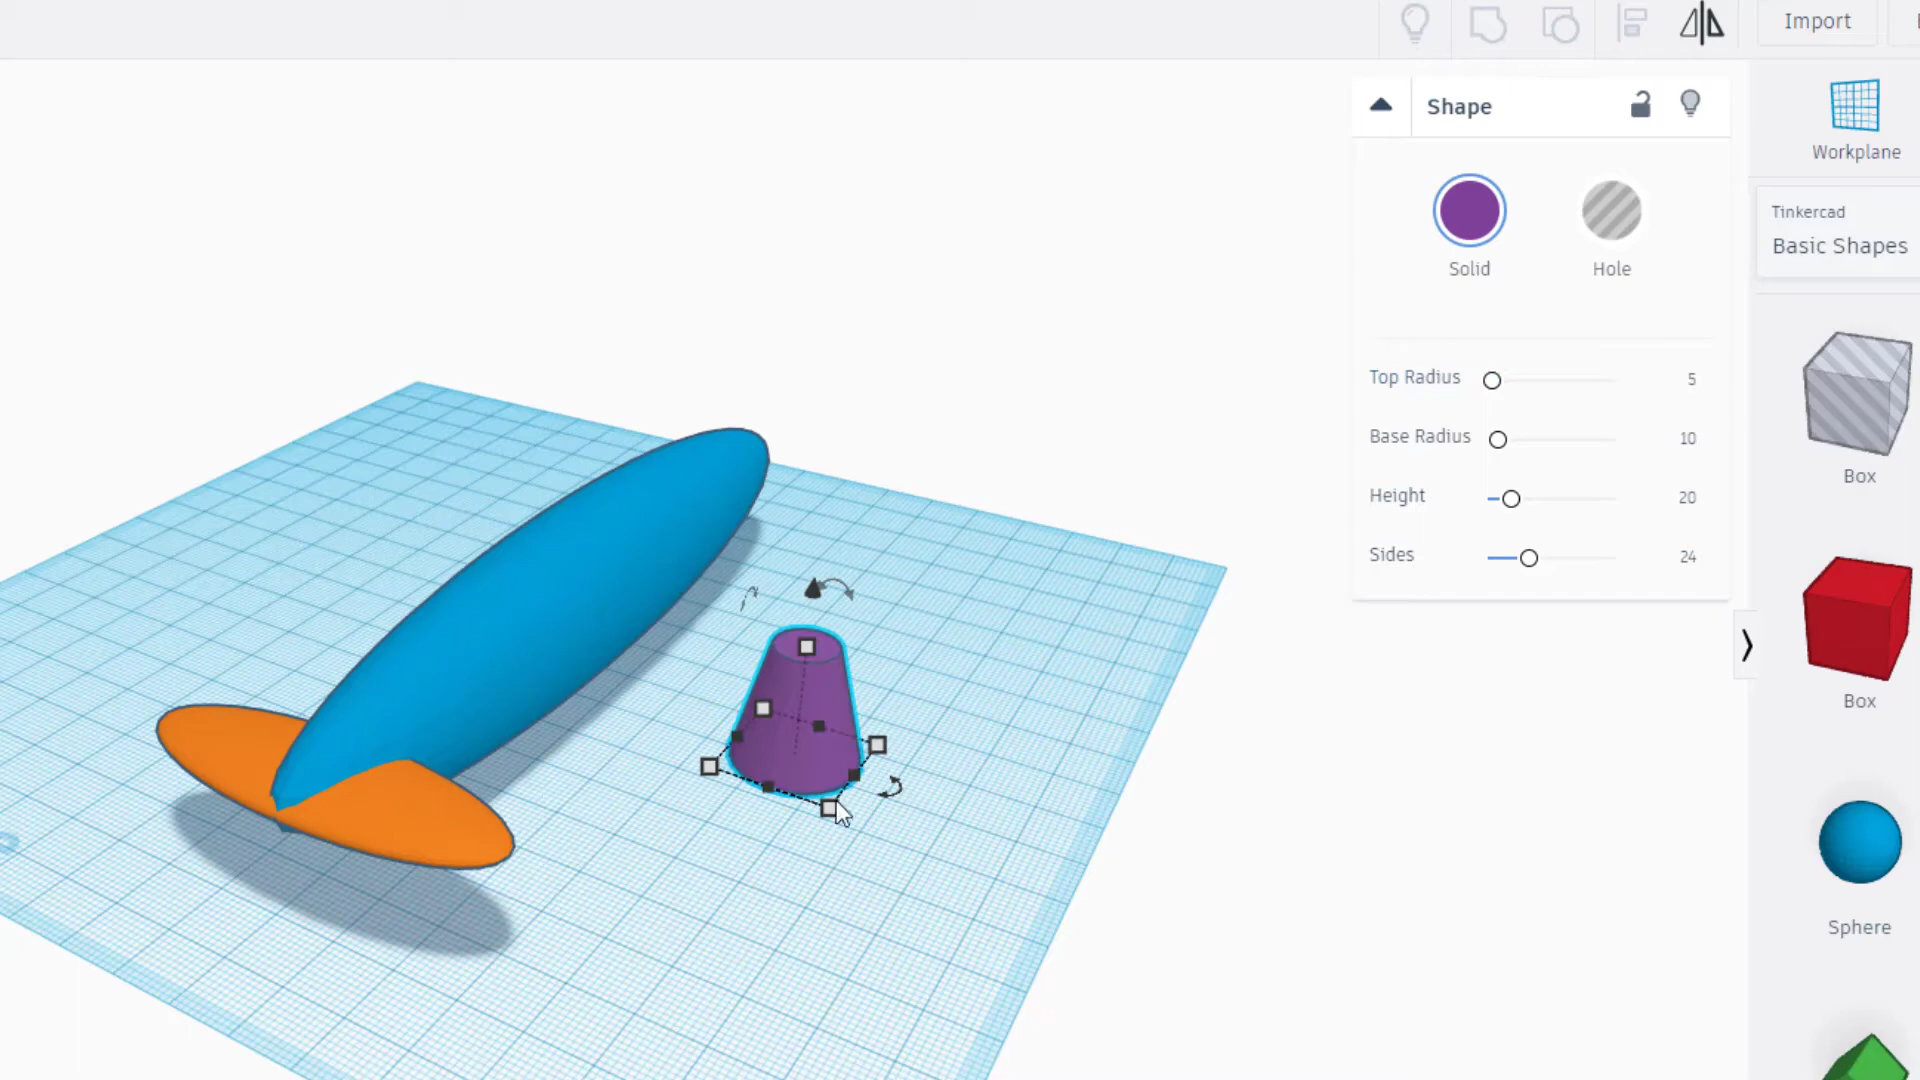 Import
Shape
Workplane
Solid
Hole
Tinkercad
Basic Shapes
Top Radius 5
Base Radius 10
Height 20
Sides 24
Box
Box
Sphere